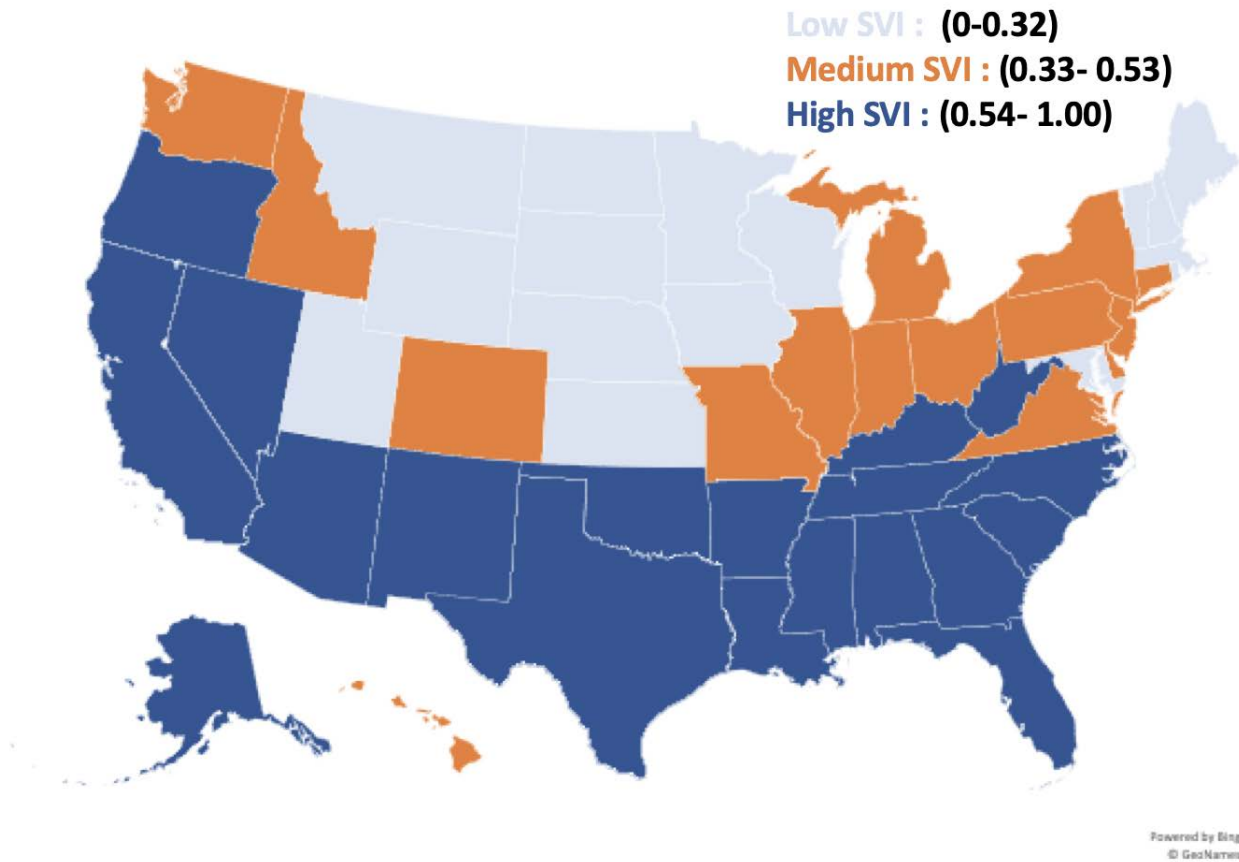 Low SVI : (0-0.32)
Medium SVI : (0.33- 0.53)
High SVI : (0.54- 1.00)
Powered by Bing
© GeoNames